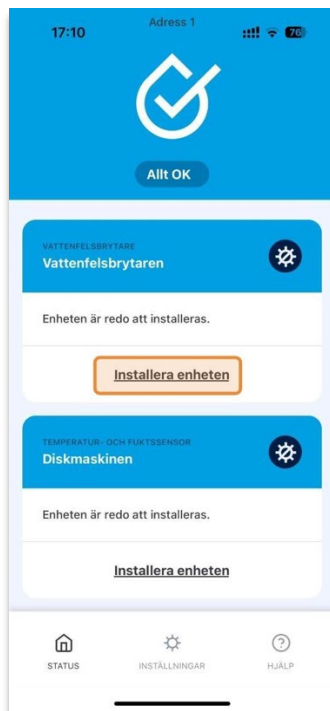 17:10
Adress 1
76
Allt OK
VATTENFELSBRYTARE
Vattenfelsbrytaren
Enheten är redo att installeras.
Installera enheten
TEMPERATUR- OCH FUKTSSENSOR
Diskmaskinen
Enheten är redo att installeras.
Installera enheten
STATUS
INSTÄLLNINGAR
HJÄLP